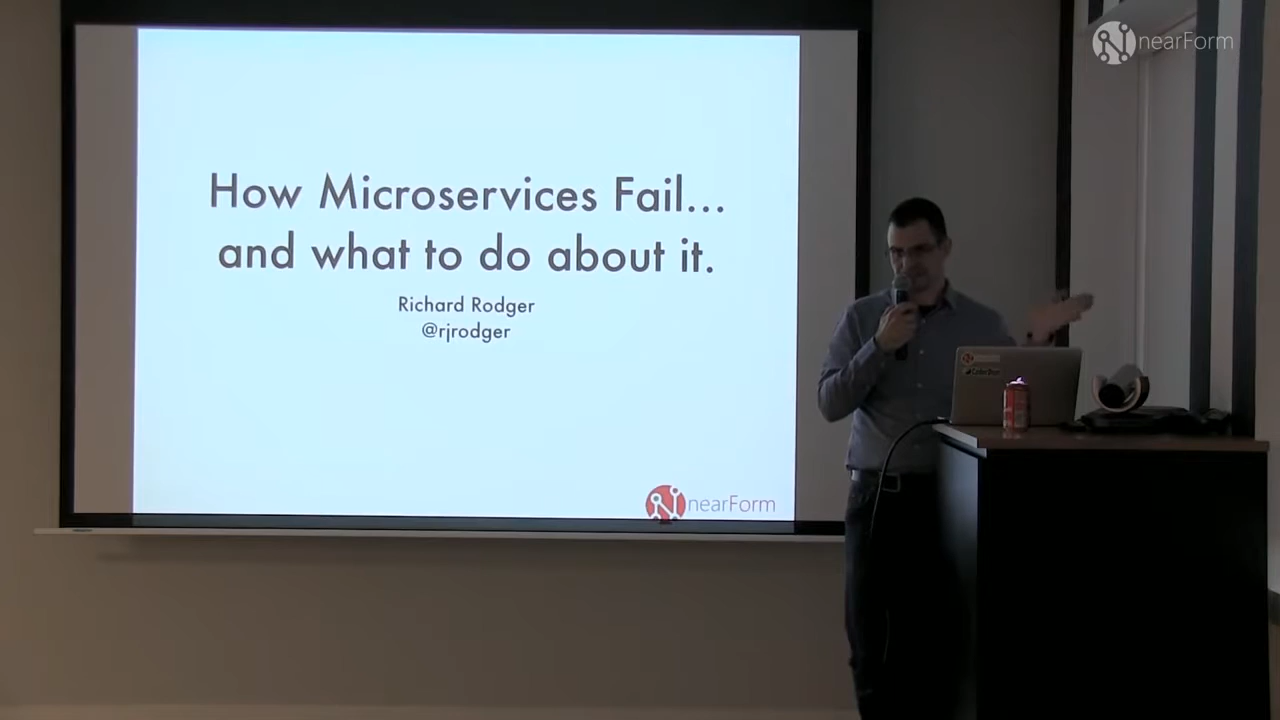 nearForm
How Microservices Fail...
and what to do about it.
Richard Rodger
@rjrodger
nearForm